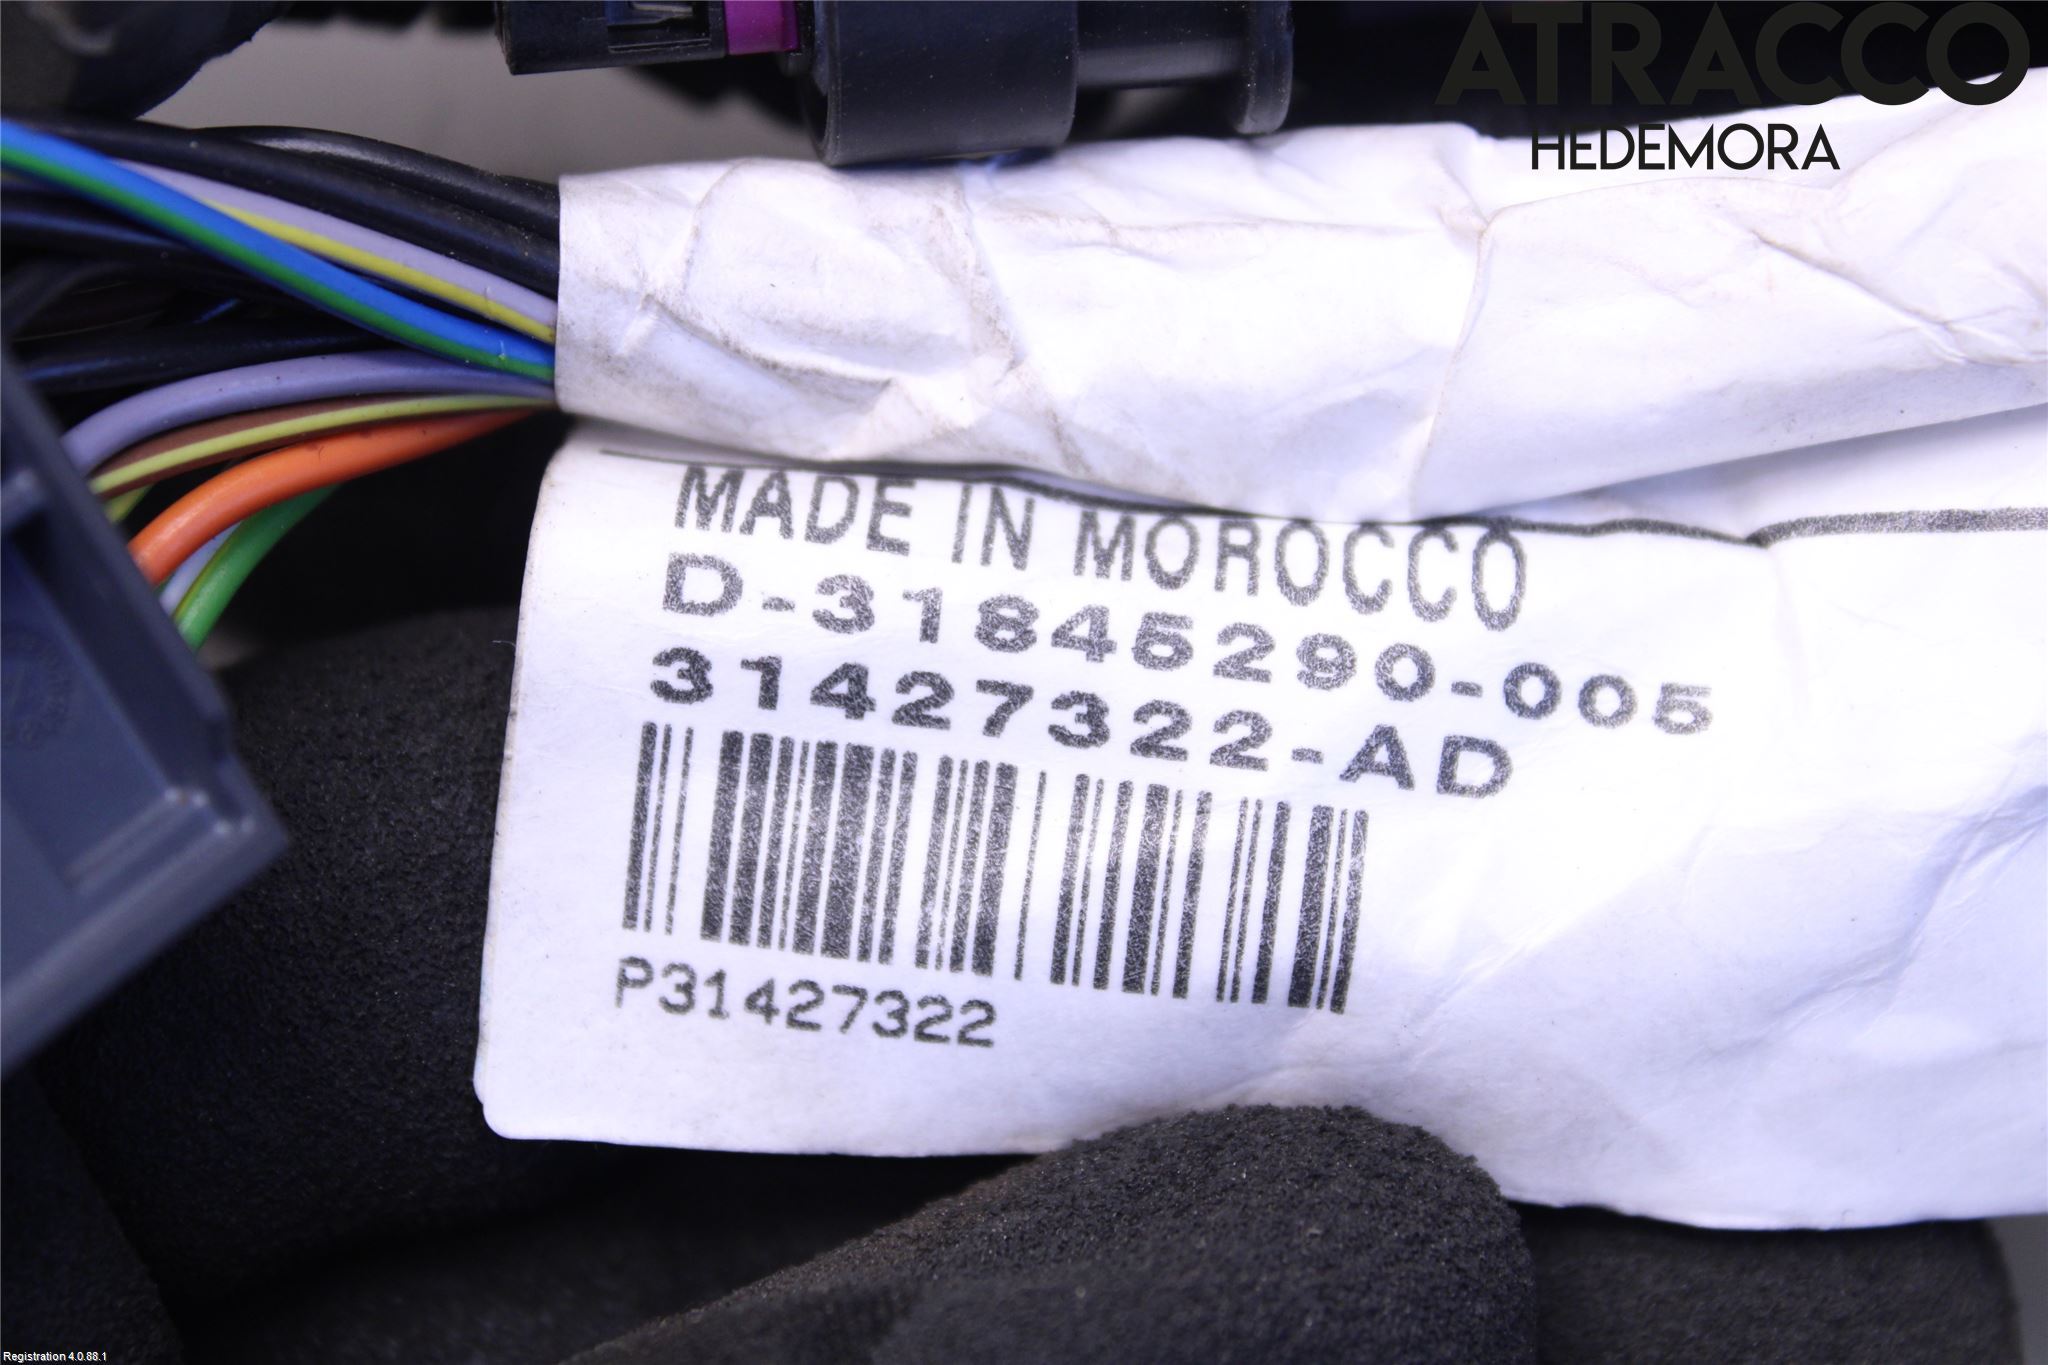 ATRACCO
HEDEMORA
MADE IN MOROCCO
D-31845290-005
31427322-AD
P31427322
Registration 4.0.88.1